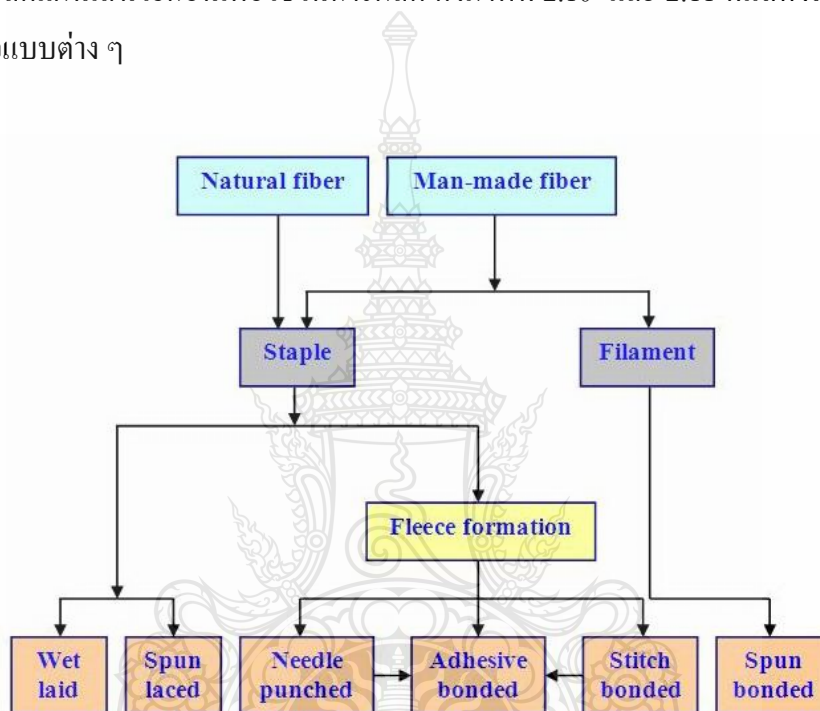 แบบต่าง ๆ
Natural fiber
Man-made fiber
Staple
Filament
Fleece formation
Wet
laid
Spun
laced
Needle
punched
Adhesive
bonded
Stitch
bonded
Spun
bonded